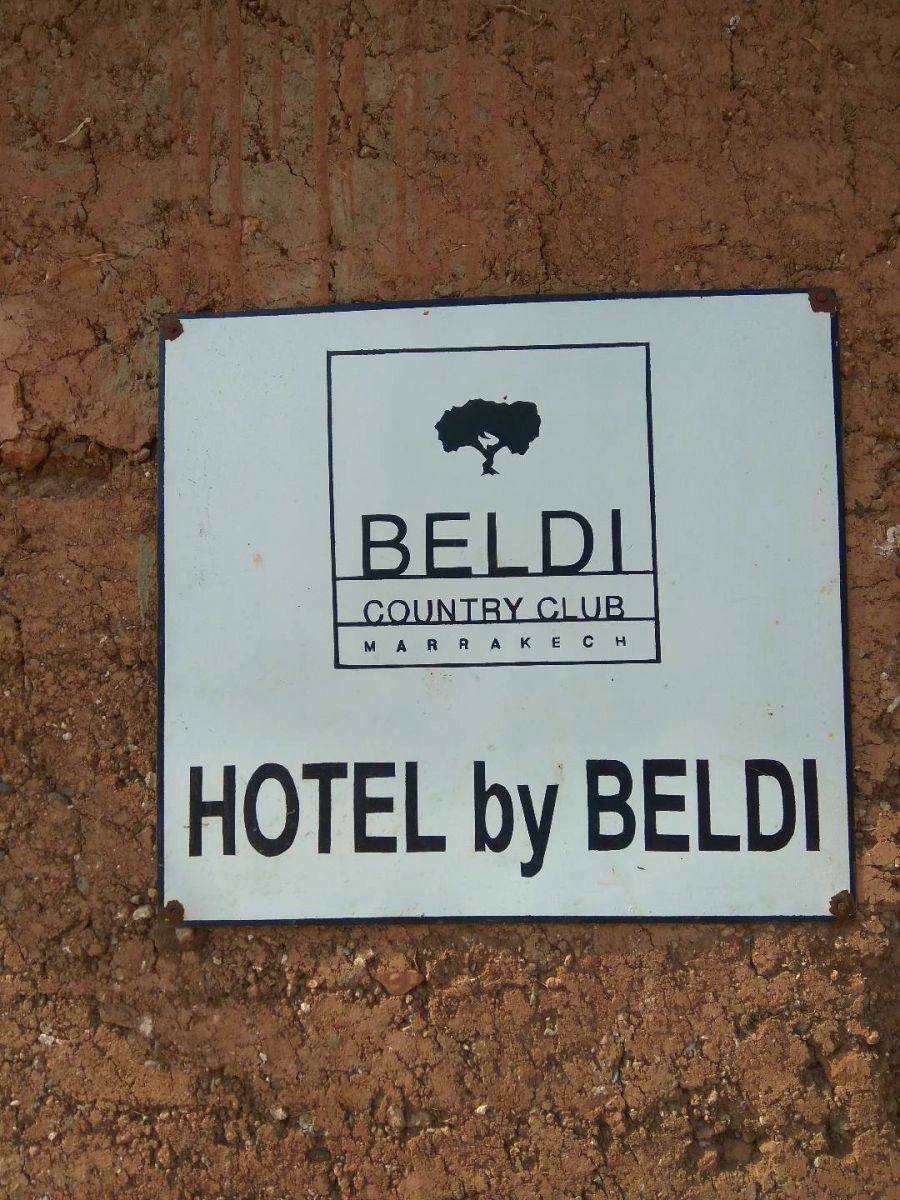 BELDI
COUNTRY CLUB
MARRAKECH
HOTEL by BELDI